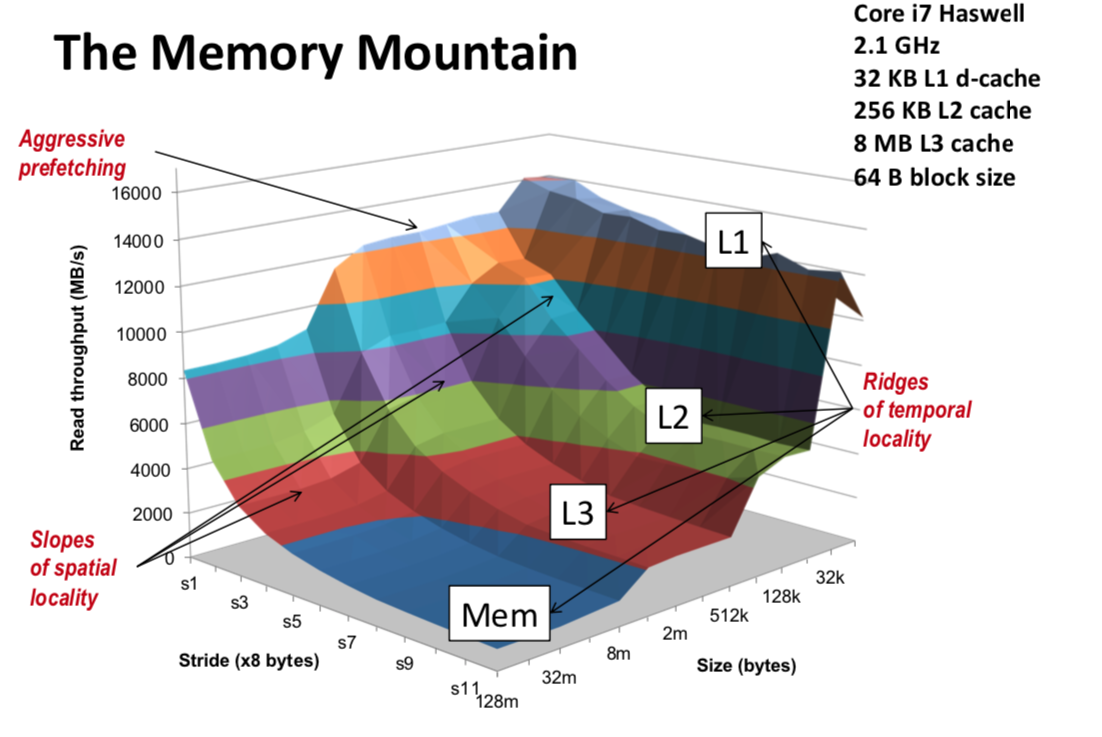 The Memory Mountain
Core i7 Haswell
2.1 GHz
32 KB L1 d-cache
256 KB L2 cache
8 MB L3 cache
64 B block size
Aggressive
prefetching
16000
14000
12000
10000
8000
6000
4000
2000
0
Read throughput (MB/s)
L1
L2
L3
Mem
Ridges
of temporal
locality
Slopes
of spatial
locality
s1
s3
s5
s7
s9
s11
Stride (x8 bytes)
128m
32m
8m
2m
512k
128k
32k
Size (bytes)